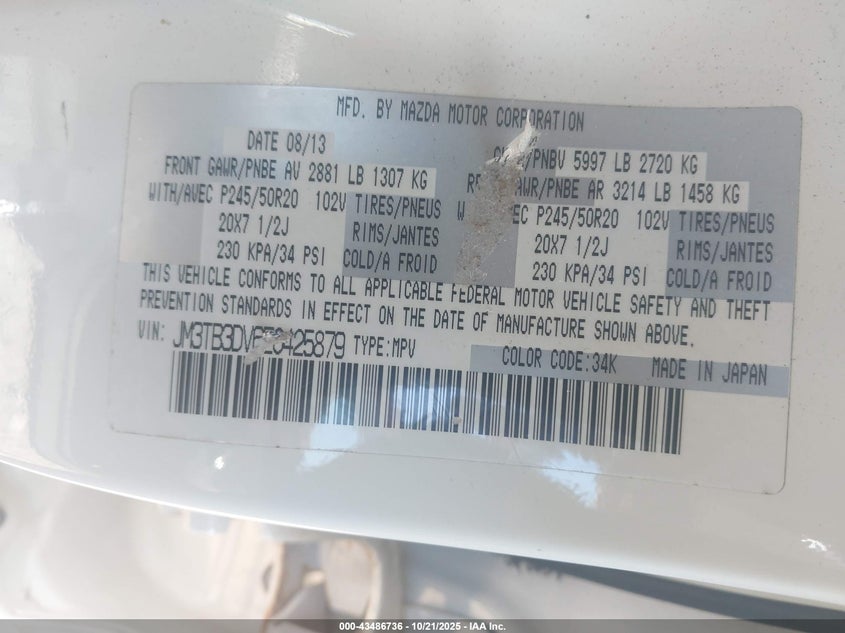 MFD. BY MAZDA MOTOR CORPORATION
DATE 08/13
/PNBV 5997 LB 2720 KG
FRONT GAWR/PNBE AV 2881 LB 1307 KG
AWR/PNBE AR 3214 LB 1458 KG
WITH/AVEC P245/50R20 102V TIRES/PNEUS
EC P245/50R20 102V TIRES/PNEUS
20X7 1/2J RIMS/JANTES
20X7 1/2J RIMS/JANTES
230 KPA/34 PSI COLD/A FROID
230 KPA/34 PSI COLD/A FROID
THIS VEHICLE CONFORMS TO ALL APPLICABLE FEDERAL MOTOR VEHICLE SAFETY AND THEFT
PREVENTION STANDARDS IN EFFECT ON THE DATE OF MANUFACTURE SHOWN ABOVE.
VIN: TYPE:MPV
COLOR CODE:34K MADE IN JAPAN
000-43486736 - 10/21/2025 - IAA Inc.